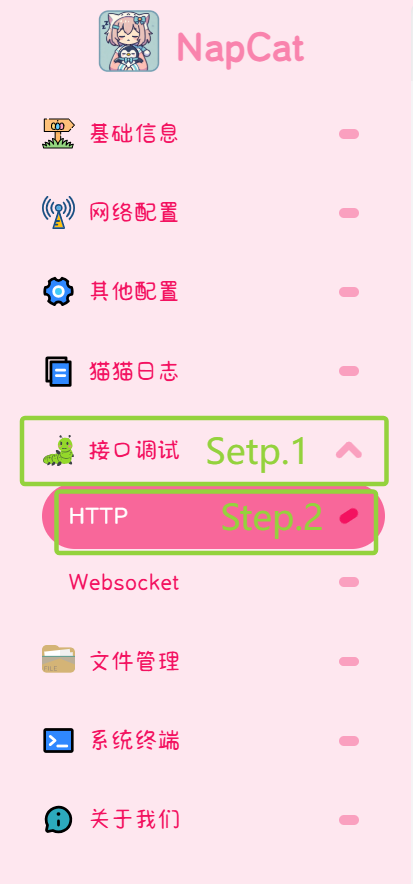 NapCat
基础信息
网络配置
其他配置
猫猫日志
接口调试 Setp.1
HTTP Step.2
Websocket
FILE
文件管理
系统终端
关于我们